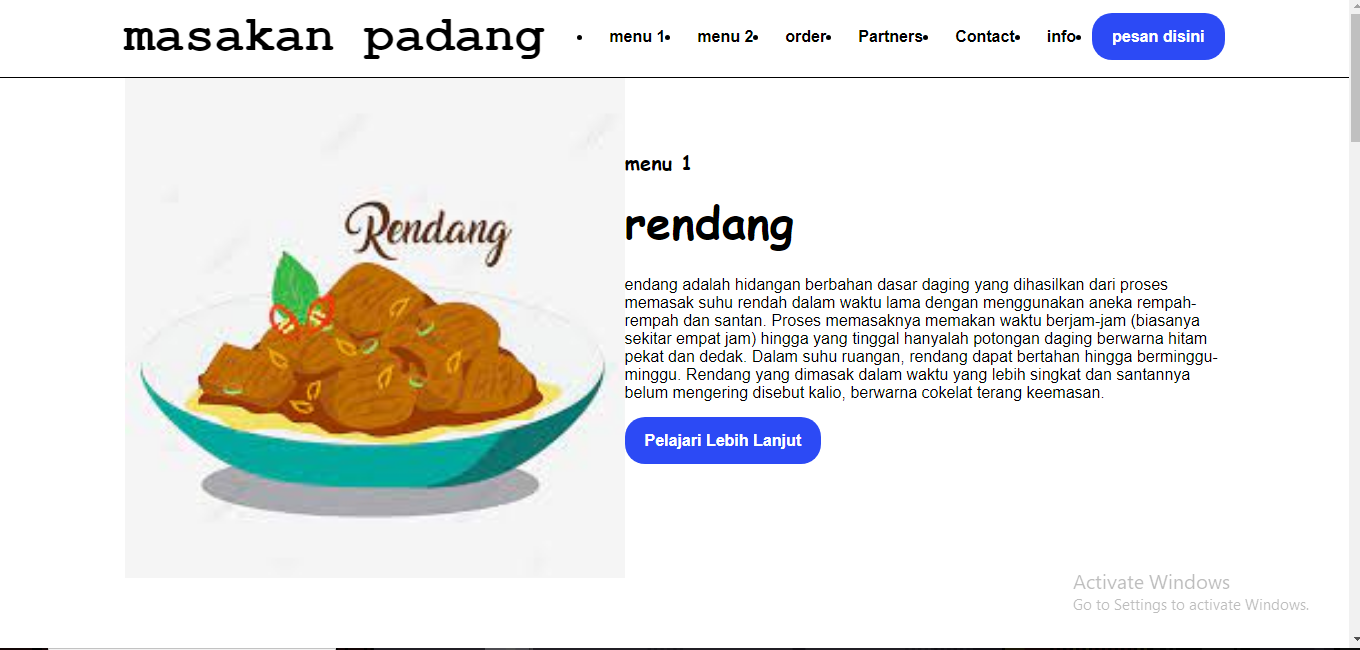 masakan padang
• menu 1• menu 2• order• Partners• Contact• info• pesan disini
Rendang
menu 1
rendang
endang adalah hidangan berbahan dasar daging yang dihasilkan dari proses
memasak suhu rendah dalam waktu lama dengan menggunakan aneka rempah-
rempah dan santan. Proses memasaknya memakan waktu berjam-jam (biasanya
sekitar empat jam) hingga yang tinggal hanyalah potongan daging berwarna hitam
pekat dan dedak. Dalam suhu ruangan, rendang dapat bertahan hingga berminggu-
minggu. Rendang yang dimasak dalam waktu yang lebih singkat dan santannya
belum mengering disebut kalio, berwarna cokelat terang keemasan.
Pelajari Lebih Lanjut
Activate Windows
Go to Settings to activate Windows.